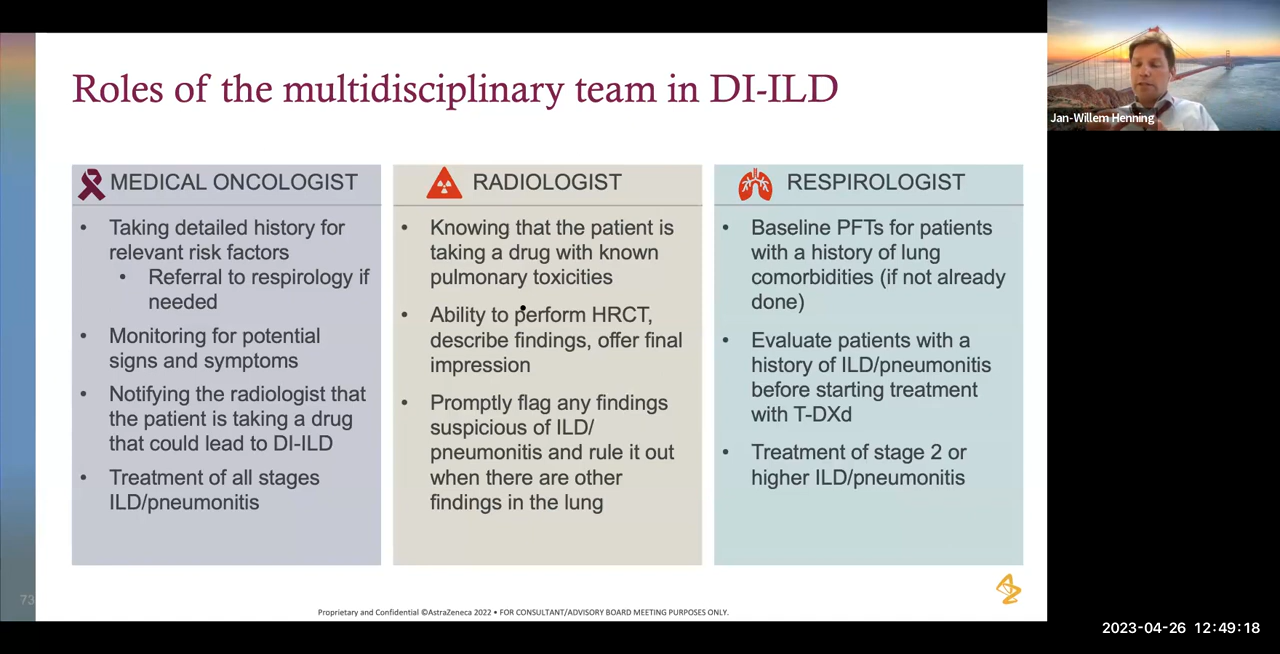 Roles of the multidisciplinary team in DI-ILD
Jan-Willem Henning
MEDICAL ONCOLOGIST
• Taking detailed history for
relevant risk factors
• Referral to respirology if
needed
• Monitoring for potential
signs and symptoms
• Notifying the radiologist that
the patient is taking a drug
that could lead to DI-ILD
• Treatment of all stages
ILD/pneumonitis
RADIOLOGIST
• Knowing that the patient is
taking a drug with known
pulmonary toxicities
• Ability to perform HRCT,
describe findings, offer final
impression
• Promptly flag any findings
suspicious of ILD/
pneumonitis and rule it out
when there are other
findings in the lung
RESPIROLOGIST
• Baseline PFTs for patients
with a history of lung
comorbidities (if not already
done)
• Evaluate patients with a
history of ILD/pneumonitis
before starting treatment
with T-DXd
• Treatment of stage 2 or
higher ILD/pneumonitis
73
Proprietary and Confidential ©AstraZeneca 2022 • FOR CONSULTANT/ADVISORY BOARD MEETING PURPOSES ONLY.
2023-04-26 12:49:18